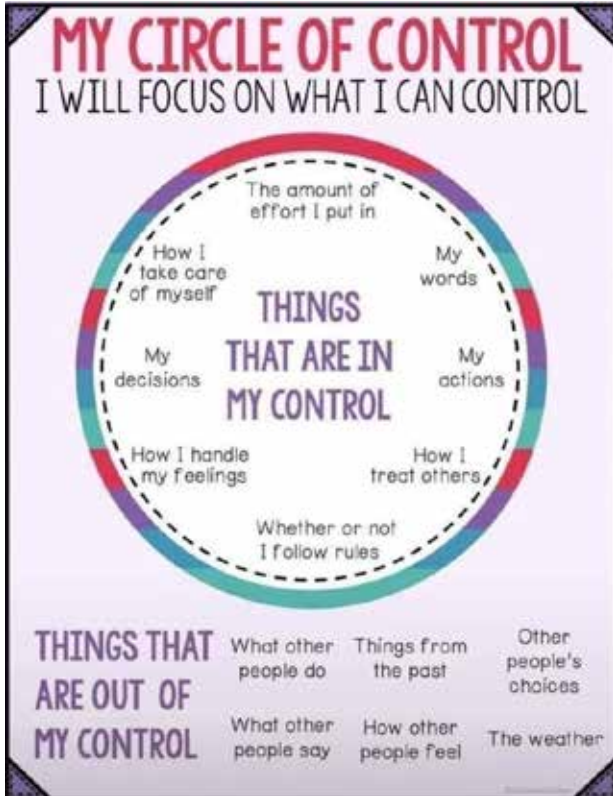 MY CIRCLE OF CONTROL
I WILL FOCUS ON WHAT I CAN CONTROL
The amount of
effort I put in
My
words
My
actions
How I
treat others
Whether or not
I follow rules
How I handle
my feelings
My
decisions
How I
take care
of myself
THINGS
THAT ARE IN
MY CONTROL
THINGS THAT
ARE OUT OF
MY CONTROL
What other
people do
Things from
the past
Other
people's
choices
What other
people say
How other
people feel
The weather